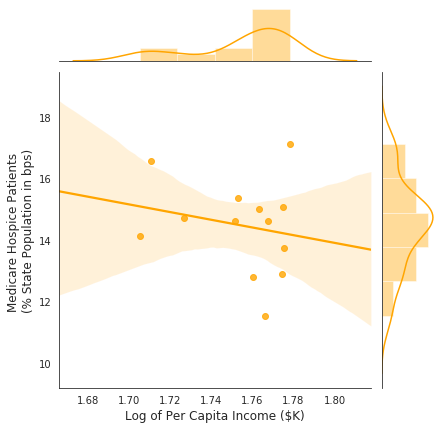 Medicare Hospice Patients
(% State Population in bps)
18
16
14
12
10
1.68 1.70 1.72 1.74 1.76 1.78 1.80
Log of Per Capita Income ($K)